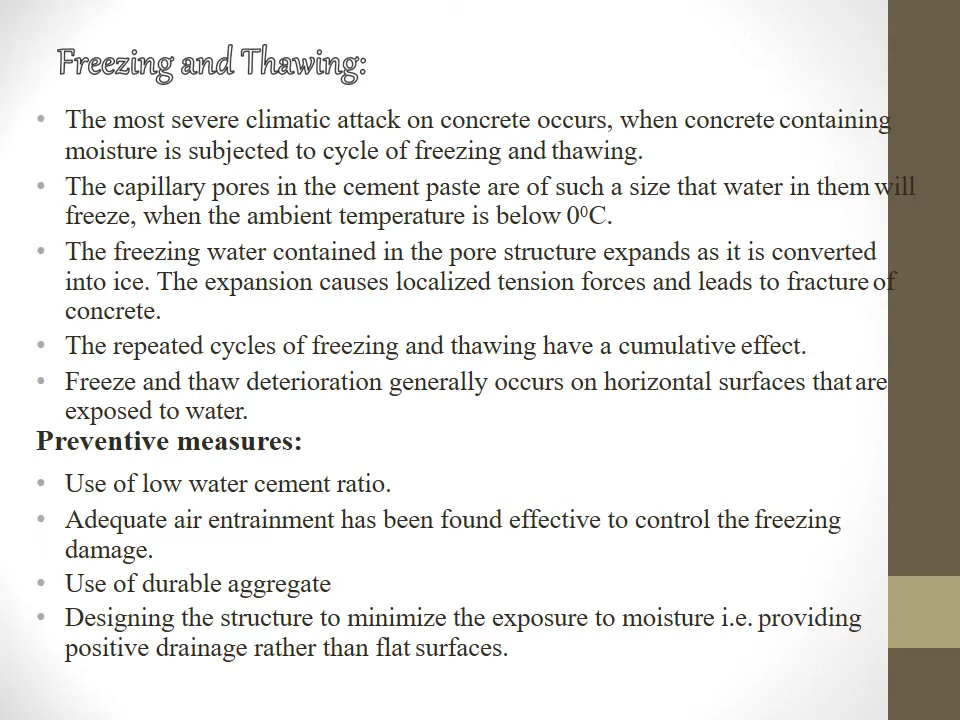 Freezing and Thawing:
• The most severe climatic attack on concrete occurs, when concrete containing
moisture is subjected to cycle of freezing and thawing.
• The capillary pores in the cement paste are of such a size that water in them will
freeze, when the ambient temperature is below 0⁰C.
• The freezing water contained in the pore structure expands as it is converted
into ice. The expansion causes localized tension forces and leads to fracture of
concrete.
• The repeated cycles of freezing and thawing have a cumulative effect.
• Freeze and thaw deterioration generally occurs on horizontal surfaces that are
exposed to water.
Preventive measures:
• Use of low water cement ratio.
• Adequate air entrainment has been found effective to control the freezing
damage.
• Use of durable aggregate
• Designing the structure to minimize the exposure to moisture i.e. providing
positive drainage rather than flat surfaces.